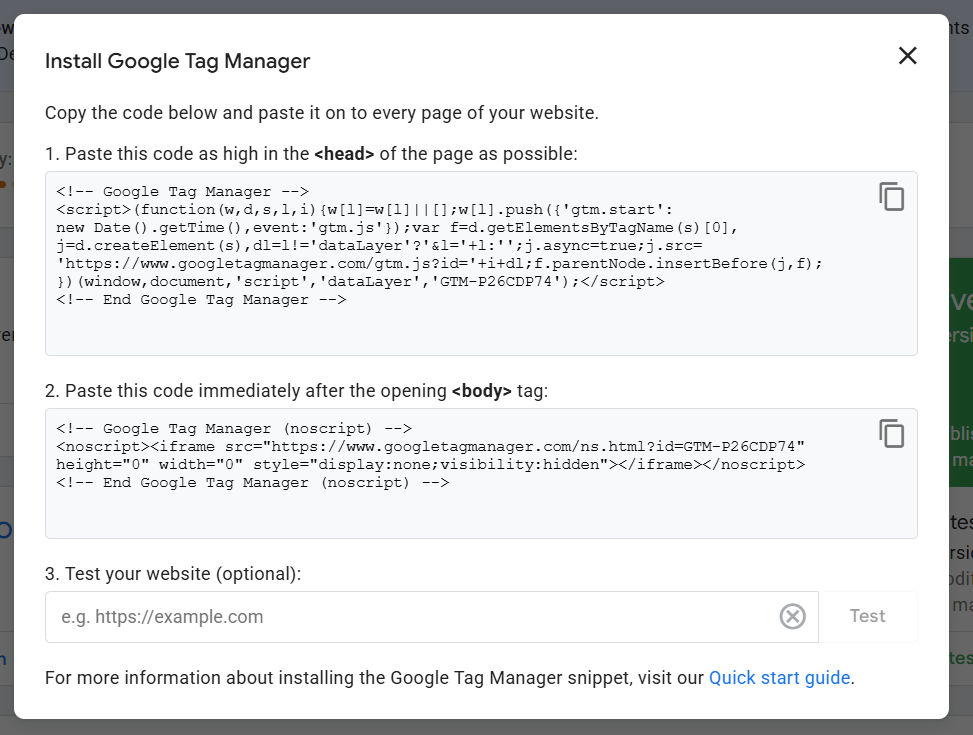 Install Google Tag Manager
Copy the code below and paste it on to every page of your website.
1. Paste this code as high in the <head> of the page as possible:
<!-- Google Tag Manager -->
<script>(function(w,d,s,l,i){w[l]=w[l]||[];w[l].push({'gtm.start':
new Date().getTime(),event:'gtm.js'});var f=d.getElementsByTagName(s)[0],
j=d.createElement(s),dl=l!='dataLayer'?'&l='+l:'';j.async=true;j.src=
'https://www.googletagmanager.com/gtm.js?id='+i+dl;f.parentNode.insertBefore(j,f);
})(window,document,'script','dataLayer','GTM-P26CDP74');</script>
<!-- End Google Tag Manager -->
2. Paste this code immediately after the opening <body> tag:
<!-- Google Tag Manager (noscript) -->
<noscript><iframe src="https://www.googletagmanager.com/ns.html?id=GTM-P26CDP74"
height="0" width="0" style="display:none;visibility:hidden"></iframe></noscript>
<!-- End Google Tag Manager (noscript) -->
3. Test your website (optional):
e.g. https://example.com
Test
For more information about installing the Google Tag Manager snippet, visit our Quick start guide.